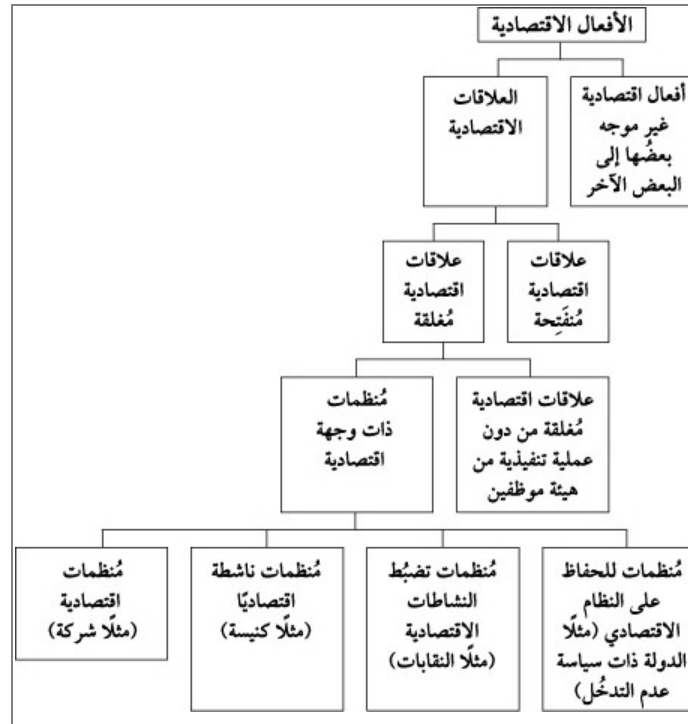 الأفعال الاقتصادية
أفعال اقتصادية
غير موجه
بعضُها إلى
البعض الآخر
العلاقات
الاقتصادية
علاقات
اقتصادية
مُنفَتِحة
علاقات
اقتصادية
مُغلقة
علاقات اقتصادية
مُغلقة من دون
عملية تنفيذية من
هيئة موظفين
مُنظمات
ذات وجهة
اقتصادية
مُنظمات للحفاظ
على النظام
الاقتصادي (مثلًا
الدولة ذات سياسة
عدم التدخُل)
مُنظمات تضبُط
النشاطات
الاقتصادية
(مثلًا النقابات)
مُنظمات ناشطة
اقتصاديًا
(مثلًا كنيسة)
مُنظمات
اقتصادية
(مثلًا شركة)